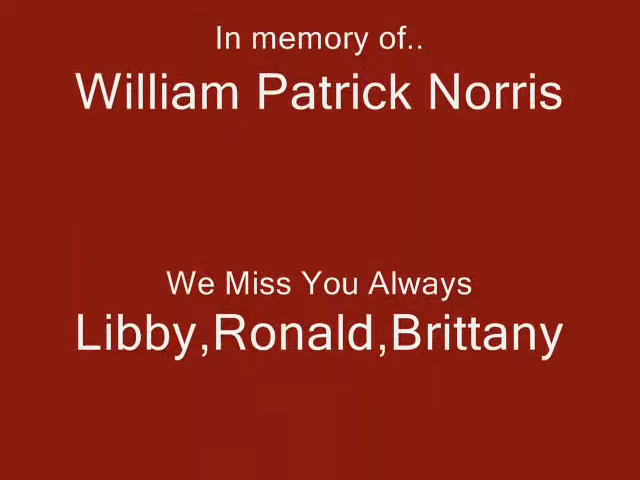 In memory of..
William Patrick Norris
We Miss You Always
Libby,Ronald,Brittany